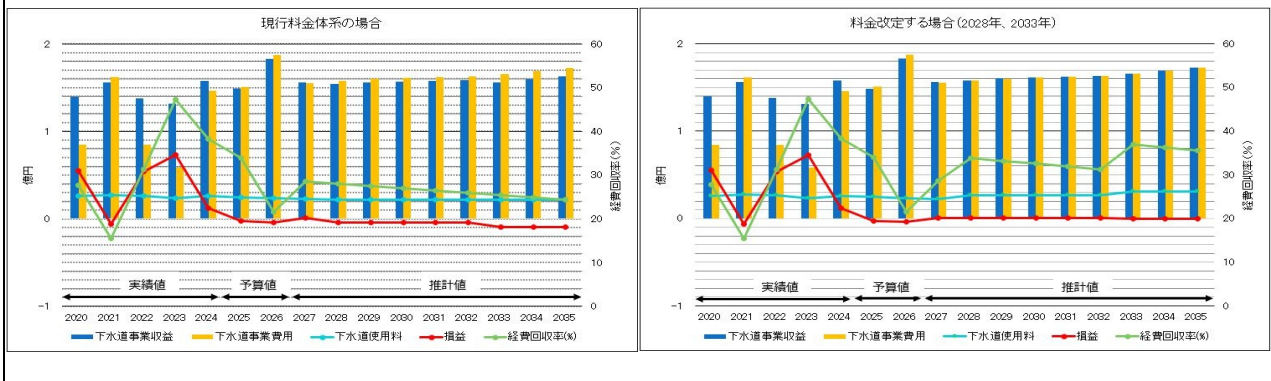 現行料金体系の場合
2
1
0
−1
億円
60
50
40
30
20
10
0
経費回収率(%)
実績値 予算値 推計値
2020 2021 2022 2023 2024 2025 2026 2027 2028 2029 2030 2031 2032 2033 2034 2035
下水道事業収益 下水道事業費用 下水道使用料 損益 経費回収率(%)
料金改定する場合(2028年、2033年)
2
1
0
−1
億円
60
50
40
30
20
10
0
経費回収率(%)
実績値 予算値 推計値
2020 2021 2022 2023 2024 2025 2026 2027 2028 2029 2030 2031 2032 2033 2034 2035
下水道事業収益 下水道事業費用 下水道使用料 損益 経費回収率(%)